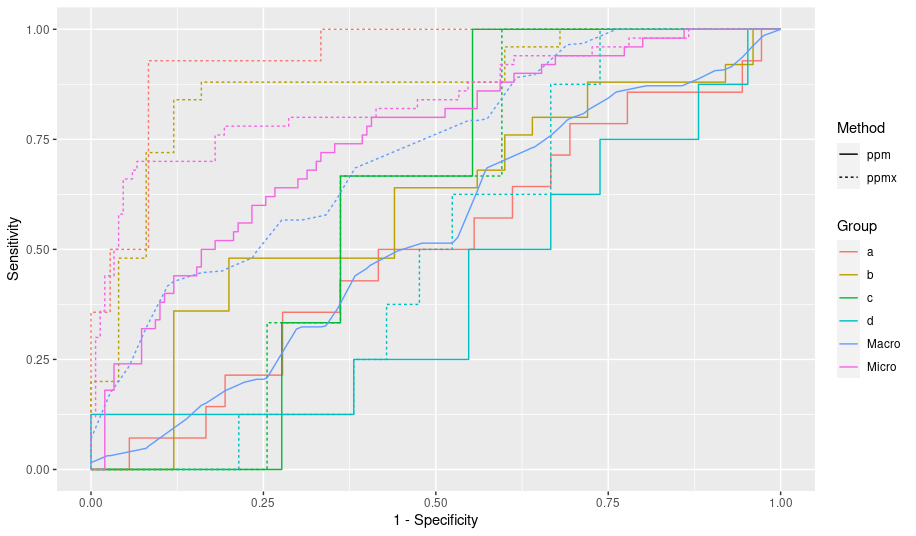 1.00
0.75
0.50
0.25
0.00
Sensitivity
0.00 0.25 0.50 0.75 1.00
1 - Specificity
Method
ppm
ppmx
Group
a
b
c
d
Macro
Micro